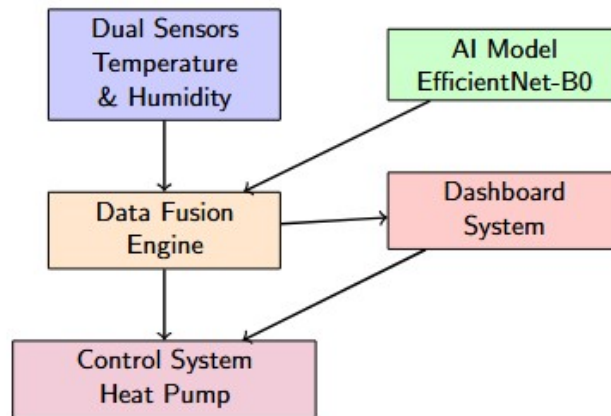 Dual Sensors
Temperature
& Humidity
AI Model
EfficientNet-B0
Data Fusion
Engine
Dashboard
System
Control System
Heat Pump